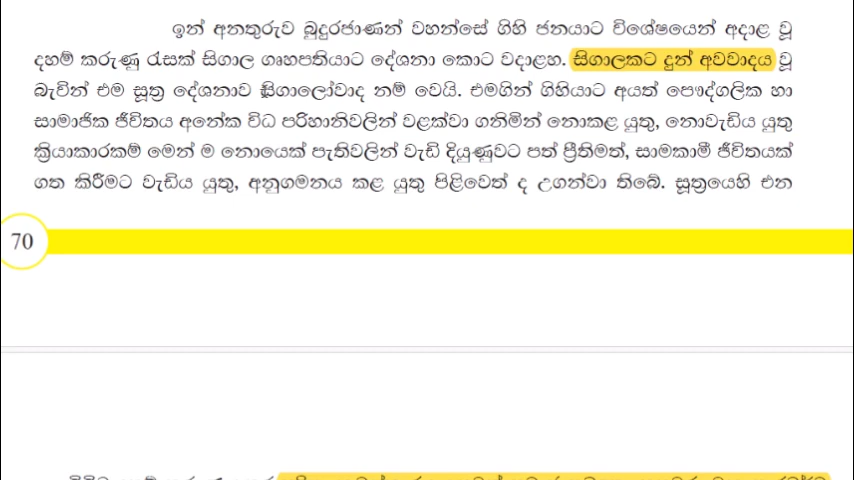 ඉන් අනතුරුව බුදුරජාණන් වහන්සේ ගිහි ජනයාට විශේෂයෙන් අදාළ වූ
දහම් කරුණු රැසක් සිගාල ගෘහපතියාට දේශනා කොට වදාළහ. සිගාලකට දුන් අවවාදය වූ
බැවින් එම සූත්‍ර දේශනාව සිගාලෝවාද නම් වෙයි. එමගින් ගිහියාට අයත් පෞද්ගලික හා
සාමාජික ජීවිතය අනේක විධ පරිහානිවලින් වළක්වා ගනිමින් නොකළ යුතු, නොවැඩිය යුතු
ක්‍රියාකාරකම් මෙන් ම නොයෙක් පැතිවලින් වැඩි දියුණුවට පත් ප්‍රීතිමත්, සාමකාමී ජීවිතයක්
ගත කිරීමට වැඩිය යුතු, අනුගමනය කළ යුතු පිළිවෙත් ද උගන්වා තිබේ. සූත්‍රයෙහි එන
70